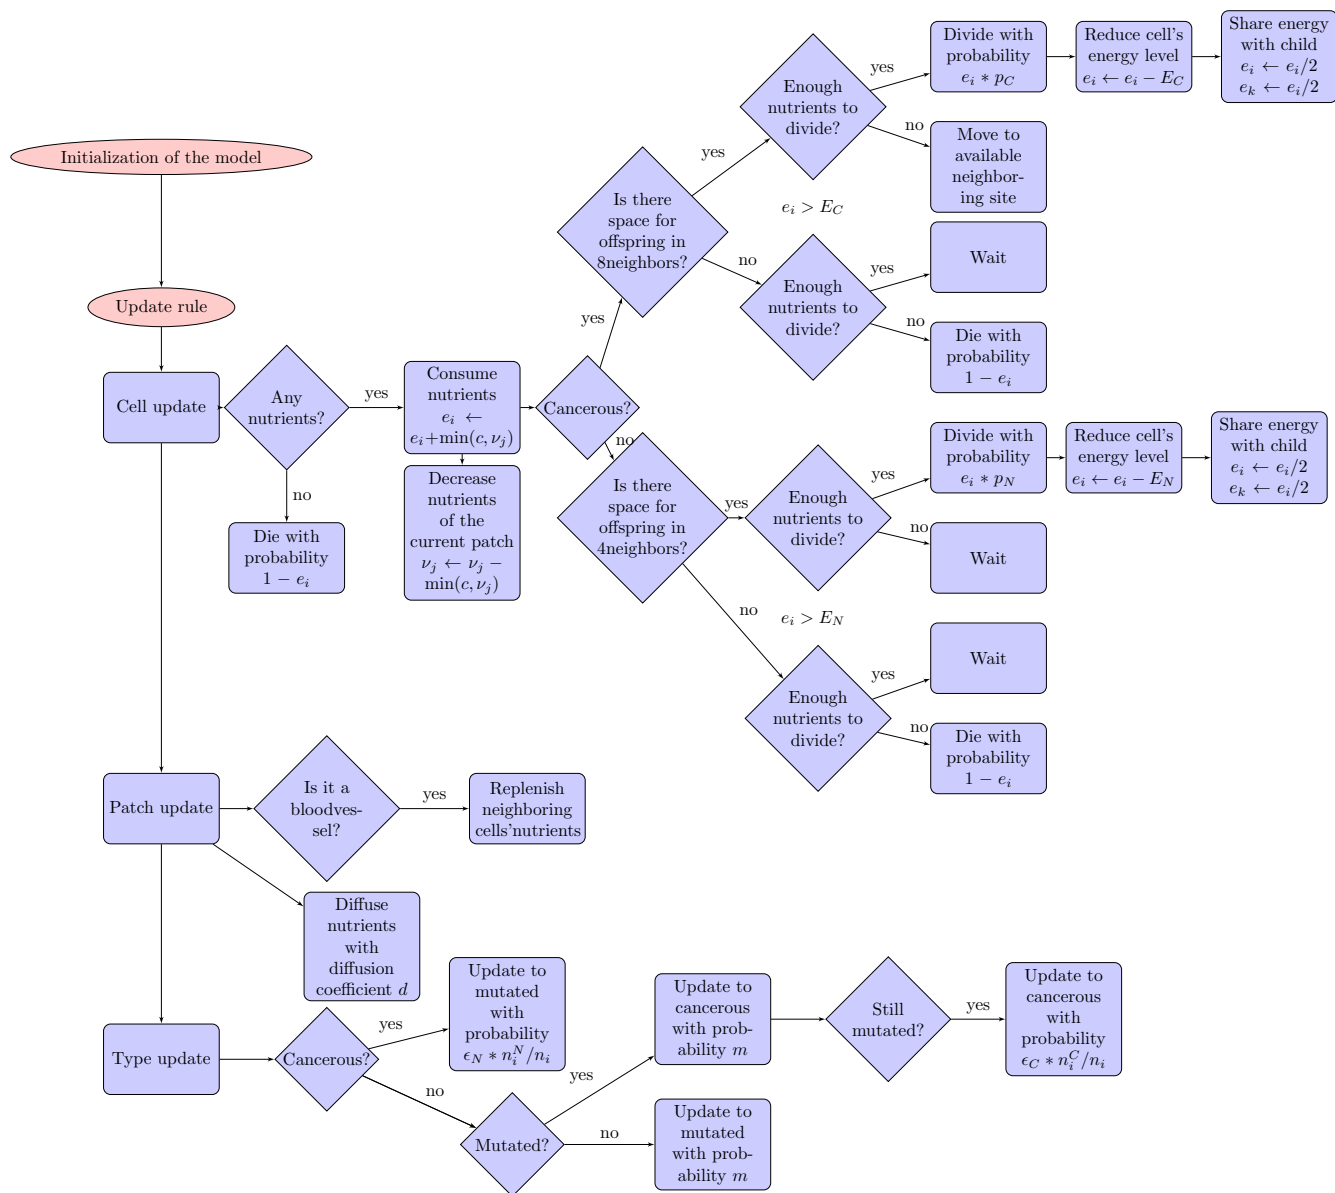 Initialization of the model
Update rule
Cell update
Any
nutrients?
yes
no
Die with
probability
1 − e_i
Consume
nutrients
e_i ←
e_i+min(c, ν_j)
Decrease
nutrients
of the
current patch
ν_j ← ν_j −
min(c, ν_j)
Cancerous?
yes
no
Is there
space for
offspring in
8neighbors?
yes
no
Enough
nutrients to
divide?
yes
no
Divide with
probability
e_i * p_C
Reduce cell's
energy level
e_i ← e_i − E_C
Share energy
with child
e_i ← e_i/2
e_k ← e_i/2
Move to
available
neighbor-
ing site
e_i > E_C
Enough
nutrients to
divide?
yes
no
Wait
Die with
probability
1 − e_i
Is there
space for
offspring in
4neighbors?
yes
no
Enough
nutrients to
divide?
yes
no
Divide with
probability
e_i * p_N
Reduce cell's
energy level
e_i ← e_i − E_N
Share energy
with child
e_i ← e_i/2
e_k ← e_i/2
Wait
e_i > E_N
Enough
nutrients to
divide?
yes
no
Wait
Die with
probability
1 − e_i
Patch update
Is it a
bloodves-
sel?
yes
Replenish
neighboring
cells'nutrients
Diffuse
nutrients
with
diffusion
coefficient d
Type update
Cancerous?
yes
no
Update to
mutated
with
probability
ϵ_N * n_i^N/n_i
Mutated?
yes
no
Update to
cancerous
with prob-
ability m
Still
mutated?
yes
Update to
cancerous
with
probability
ϵ_C * n_i^C/n_i
Update to
mutated
with prob-
ability m